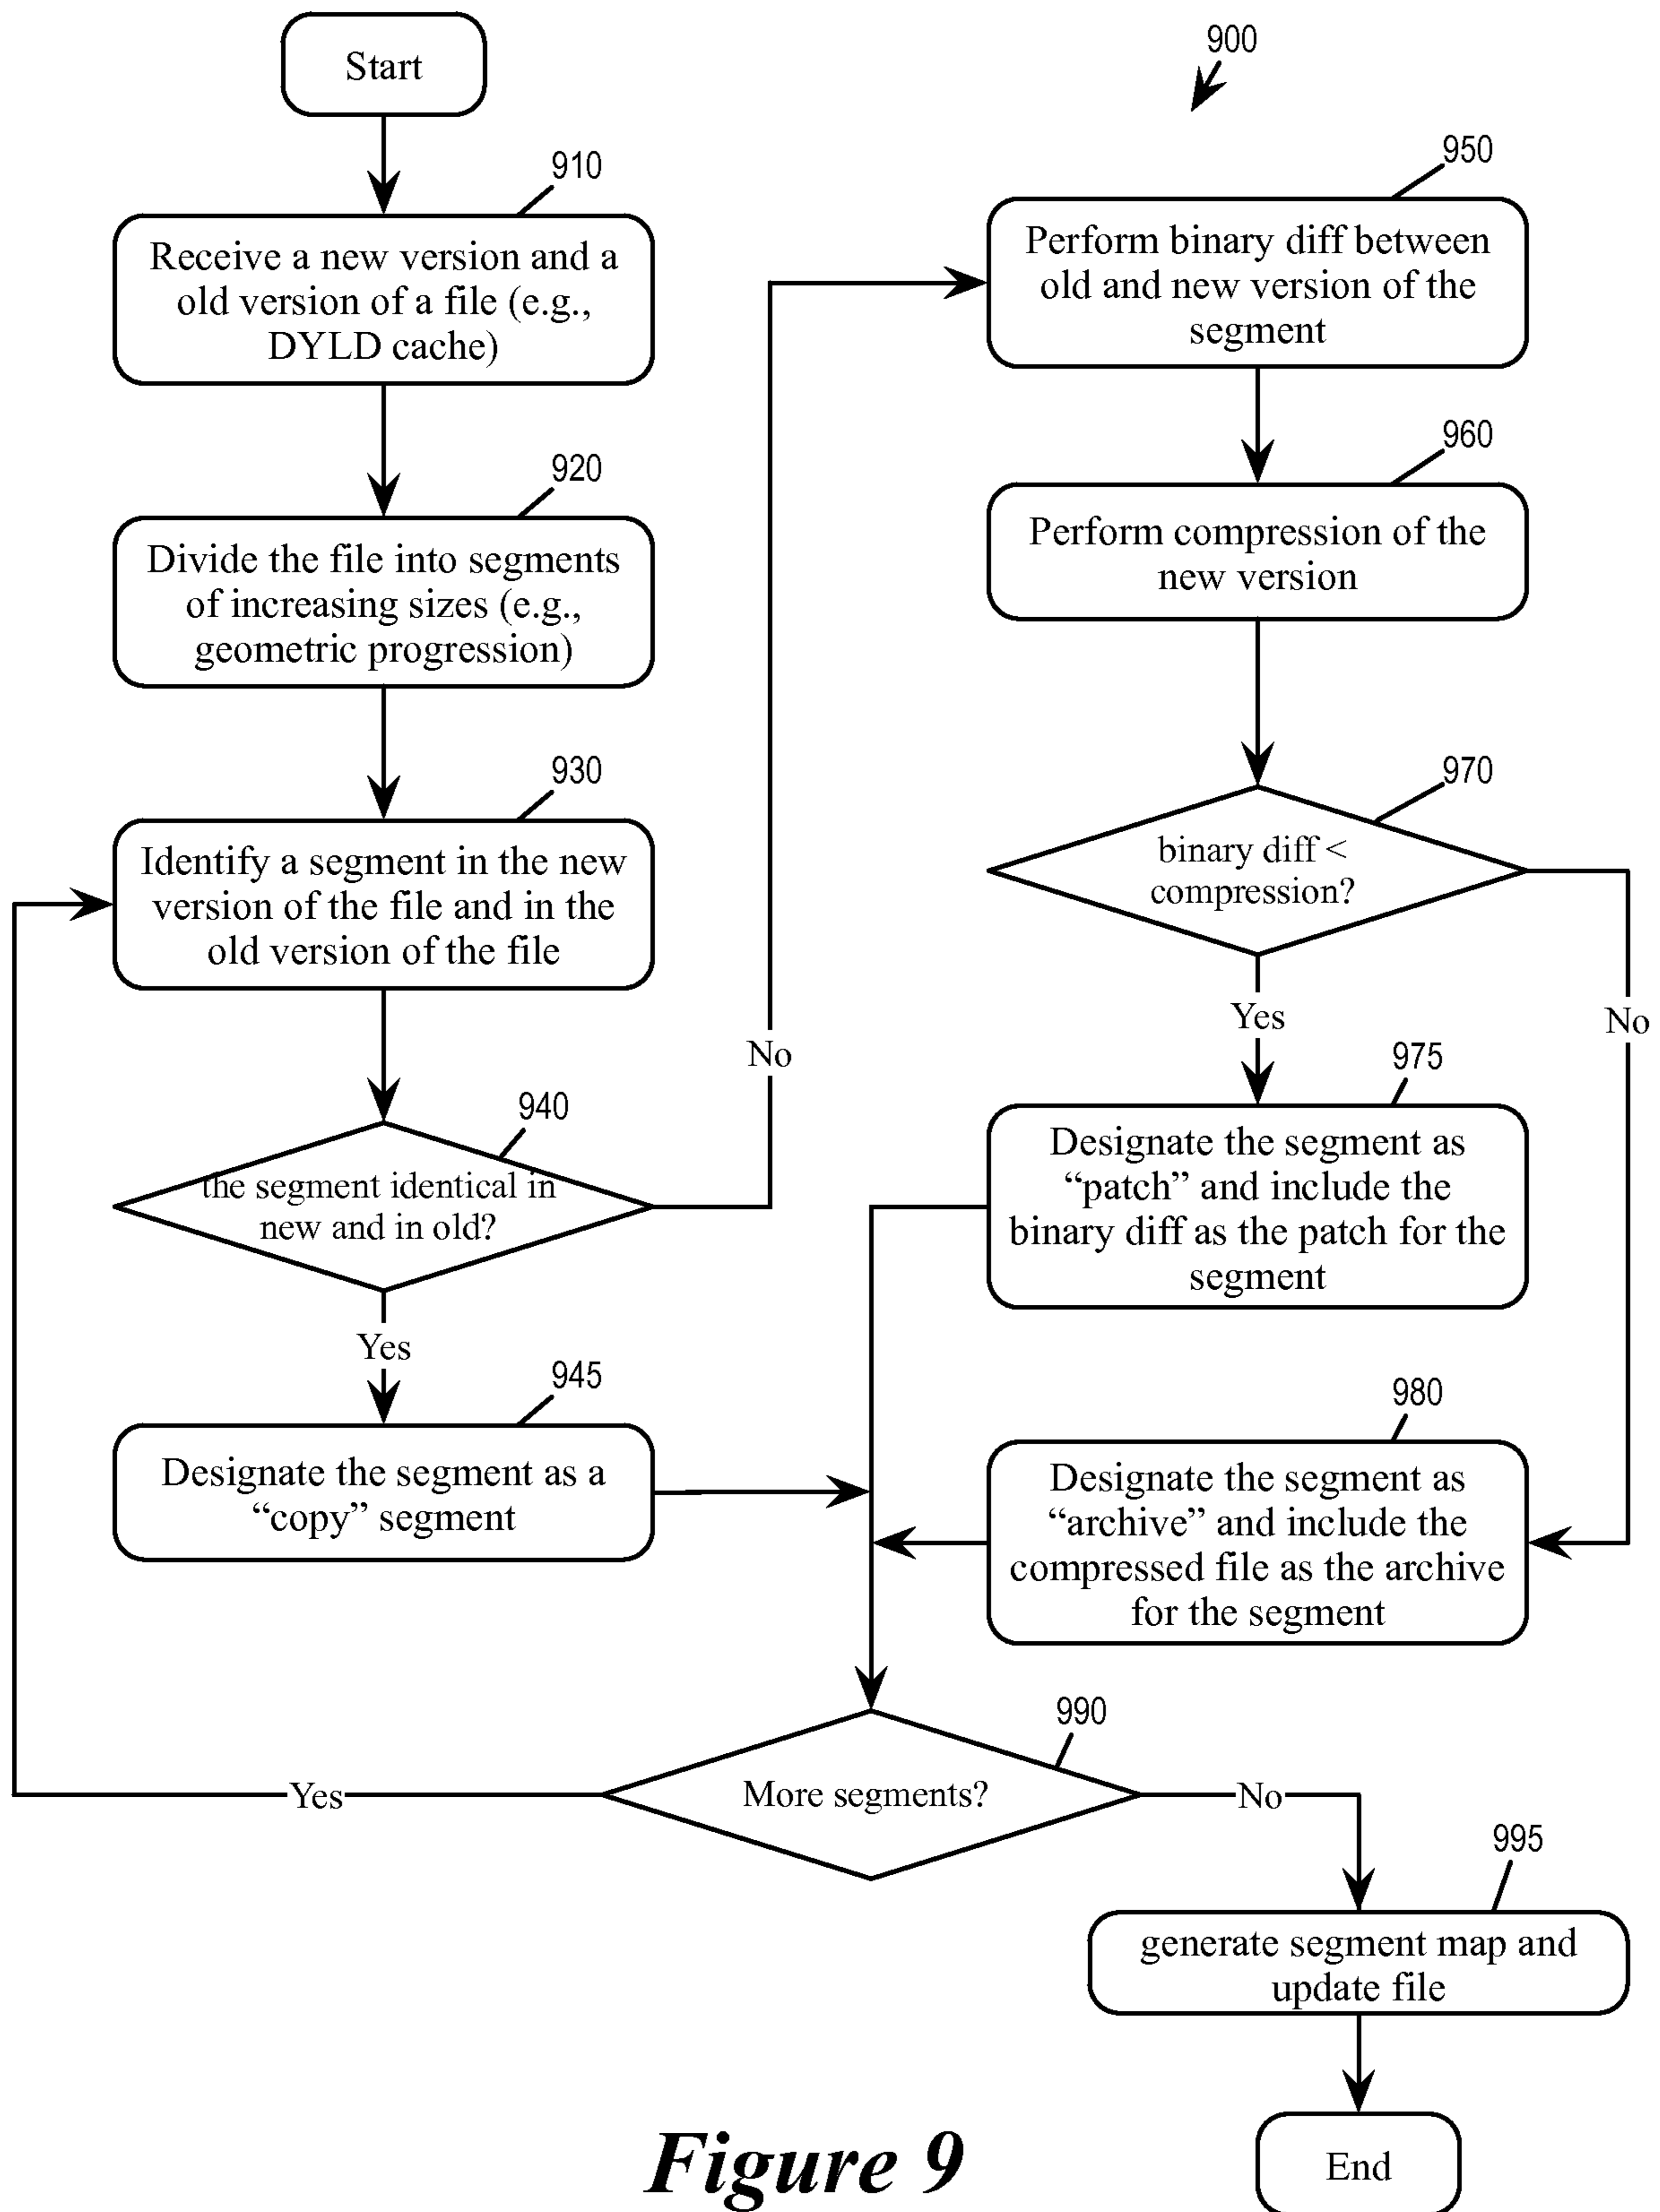 Start
900
910
Receive a new version and a
old version of a file (e.g.,
DYLD cache)
920
Divide the file into segments
of increasing sizes (e.g.,
geometric progression)
930
Identify a segment in the new
version of the file and in the
old version of the file
940
the segment identical in
new and in old?
No
Yes
945
Designate the segment as a
“copy” segment
950
Perform binary diff between
old and new version of the
segment
960
Perform compression of the
new version
970
binary diff <
compression?
Yes
No
975
Designate the segment as
“patch” and include the
binary diff as the patch for the
segment
980
Designate the segment as
“archive” and include the
compressed file as the archive
for the segment
990
More segments?
Yes
No
995
generate segment map and
update file
End
Figure 9